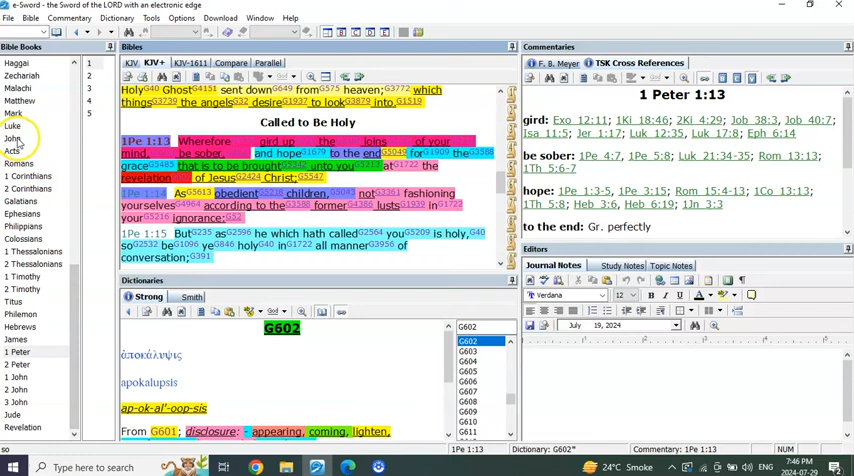 e-Sword - the Sword of the LORD with an electronic edge
File Bible Commentary Dictionary Tools Options Download Window Help
R B C D E
Bible Books
Haggai
Zechariah
Malachi
Matthew
Mark
Luke
John
Acts
Romans
1 Corinthians
2 Corinthians
Galatians
Ephesians
Philippians
Colossians
1 Thessalonians
2 Thessalonians
1 Timothy
2 Timothy
Titus
Philemon
Hebrews
James
1 Peter
2 Peter
1 John
2 John
3 John
Jude
Revelation
1
2
3
4
5
Bibles
KJV KJV+ KJV-1611 Compare Parallel
Holy G40 Ghost G4151 sent down G649 from heaven; G3772 which
things G3739 the angels G32 desire G1937 to look G3879 into. G1519
Called to Be Holy
1Pe 1:13 Wherefore gird up the loins of your
mind, be sober, and hope G1679 to the end G5049 for G1909 the G3588
grace G5485 that is to be brought G5342 unto you G5213 at G1722 the
revelation G602 of Jesus G2424 Christ; G5547
1Pe 1:14 As G5613 obedient G5218 children, G5043 not G3361 fashioning
yourselves G4964 according to the G3588 former G4386 lusts G1939 in G1722
your G5216 ignorance: G52
1Pe 1:15 But G235 as G2596 he which hath called G2564 you G5209 is holy, G40
so G2532 be G1096 ye G846 holy G40 in G1722 all manner G3956 of
conversation; G391
Dictionaries
Strong Smith
God
G602
ἀποκάλυψις
apokalupsis
ap-ok-al'-oop-sis
From G601; disclosure: - appearing, coming, lighten,
G602
G602
G603
G604
G605
G606
G607
G608
G609
G610
G611
Commentaries
F. B. Meyer TSK Cross References
1 Peter 1:13
gird: Exo 12:11; 1Ki 18:46; 2Ki 4:29; Job 38:3; Job 40:7;
Isa 11:5; Jer 1:17; Luk 12:35, Luk 17:8; Eph 6:14
be sober: 1Pe 4:7, 1Pe 5:8; Luk 21:34-35; Rom 13:13;
1Th 5:6-7
hope: 1Pe 1:3-5, 1Pe 3:15; Rom 15:4-13; 1Co 13:13;
1Th 5:8; Heb 3:6, Heb 6:19; 1Jn 3:3
to the end: Gr. perfectly
Editors
Journal Notes Study Notes Topic Notes
Verdana 12 B I U A
July 19, 2024
so 1Pe 1:13 Dictionary: G602* Commentary: 1Pe 1:13 NUM
Type here to search
24°C Smoke ENG 7:46 PM
2024-07-29